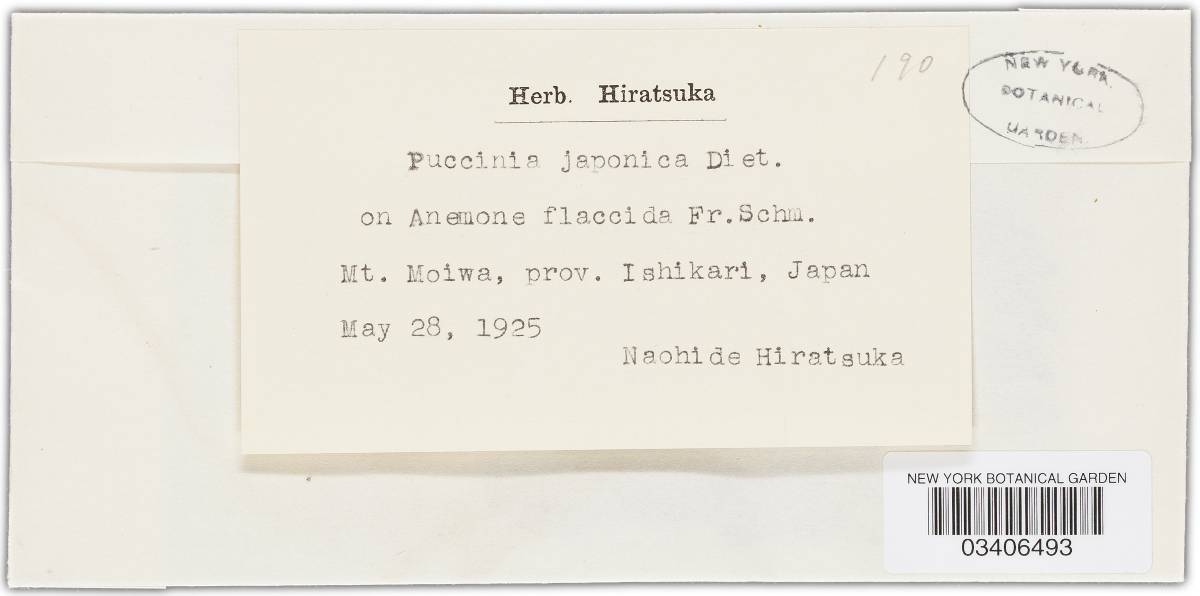 190
NEW YORK
BOTANICAL
GARDEN
Herb. Hiratsuka
Puccinia japonica Diet.
on Anemone flaccida Fr.Schm.
Mt. Moiwa, prov. Ishikari, Japan
May 28, 1925
Naohide Hiratsuka
NEW YORK BOTANICAL GARDEN
03406493